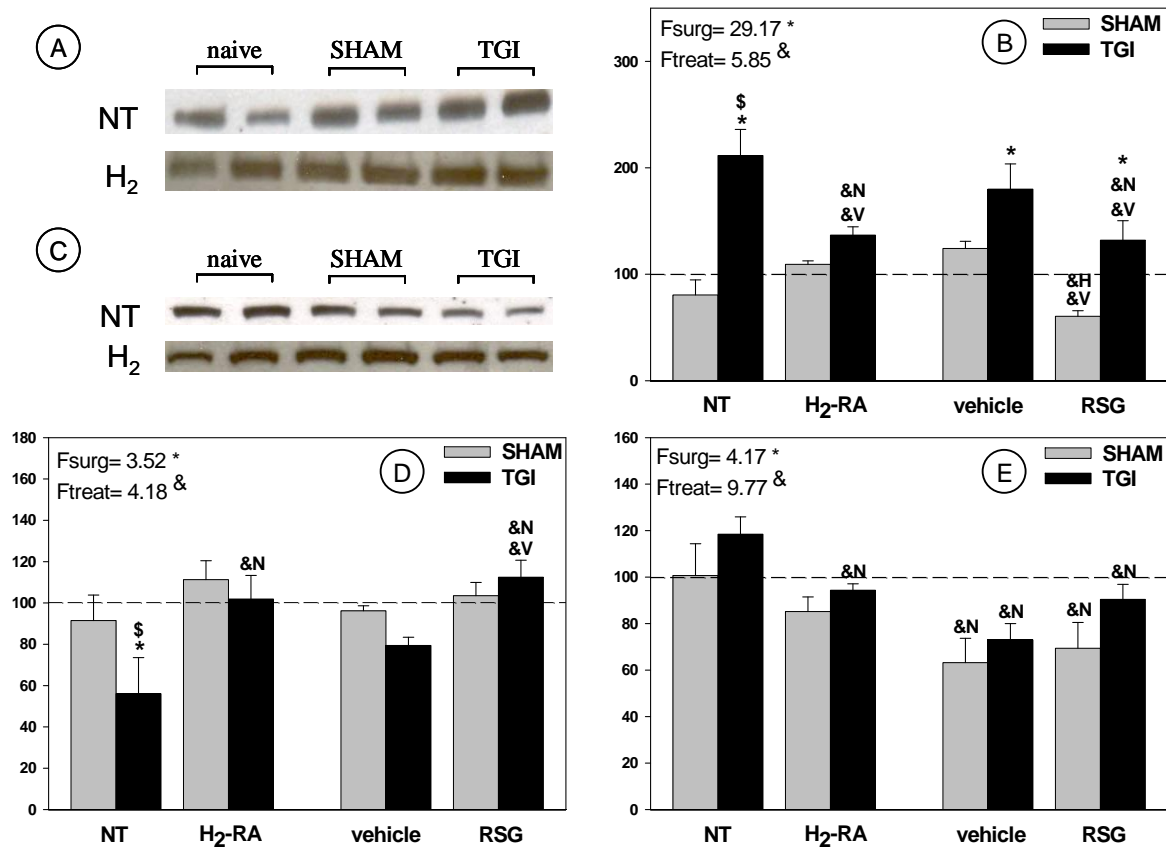 A
naive SHAM TGI
NT
H₂
C
naive SHAM TGI
NT
H₂
B
Fsurg= 29.17 *
Ftreat= 5.85 &
SHAM
TGI
300
200
100
0
$
*
&N
&V
*
&H
&V
*
&N
&V
NT H₂-RA vehicle RSG
D
Fsurg= 3.52 *
Ftreat= 4.18 &
SHAM
TGI
180
160
140
120
100
80
60
40
20
0
$
*
&N
&N
&V
NT H₂-RA vehicle RSG
E
Fsurg= 4.17 *
Ftreat= 9.77 &
SHAM
TGI
160
140
120
100
80
60
40
20
0
&N
&N
&N
&N
&N
NT H₂-RA vehicle RSG